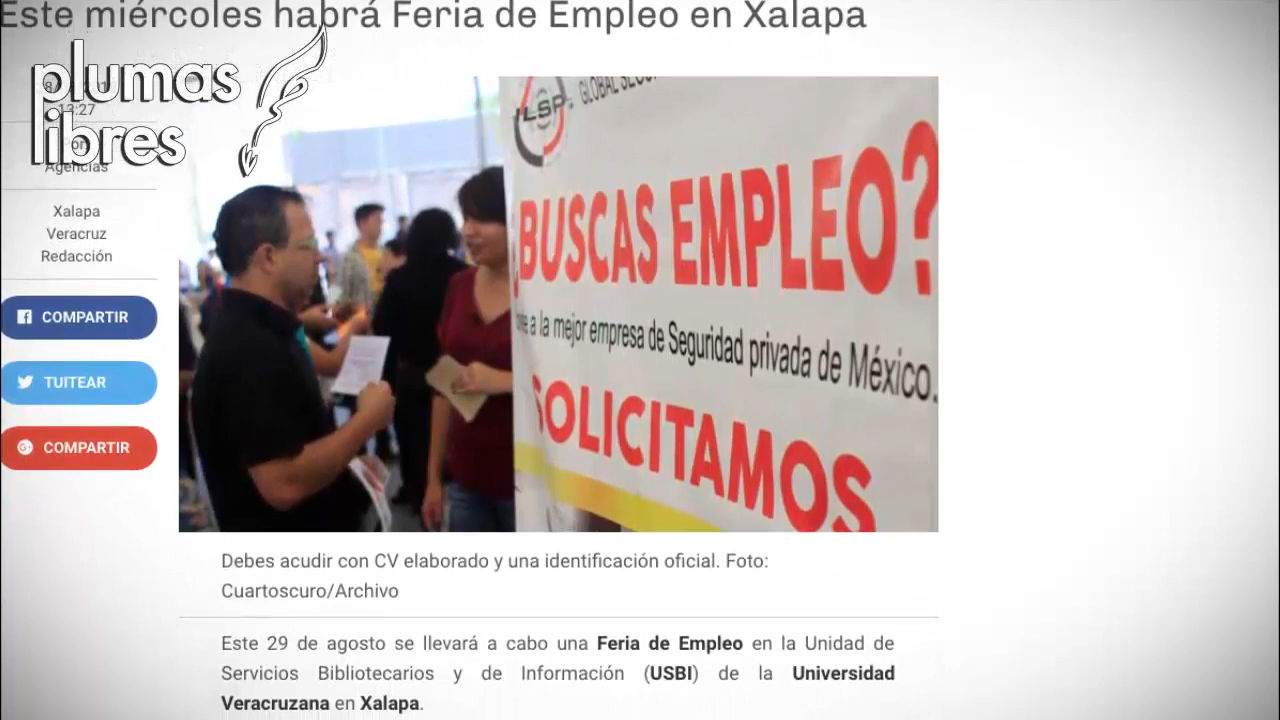 Este miércoles habrá Feria de Empleo en Xalapa
plumas
libres
Agencias
Xalapa
Veracruz
Redacción
COMPARTIR
TUITEAR
COMPARTIR
ILSP
GLOBAL
¿BUSCAS EMPLEO?
a la mejor empresa de Seguridad privada de México.
SOLICITAMOS
Debes acudir con CV elaborado y una identificación oficial. Foto:
Cuartoscuro/Archivo
Este 29 de agosto se llevará a cabo una Feria de Empleo en la Unidad de
Servicios Bibliotecarios y de Información (USBI) de la Universidad
Veracruzana en Xalapa.